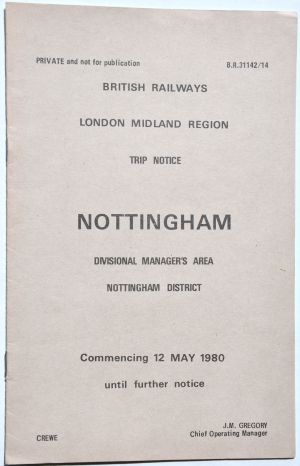 PRIVATE and not for publication B.R.31142/14
BRITISH RAILWAYS
LONDON MIDLAND REGION
TRIP NOTICE
NOTTINGHAM
DIVISIONAL MANAGER'S AREA
NOTTINGHAM DISTRICT
Commencing 12 MAY 1980
until further notice
J.M. GREGORY
CREWE Chief Operating Manager